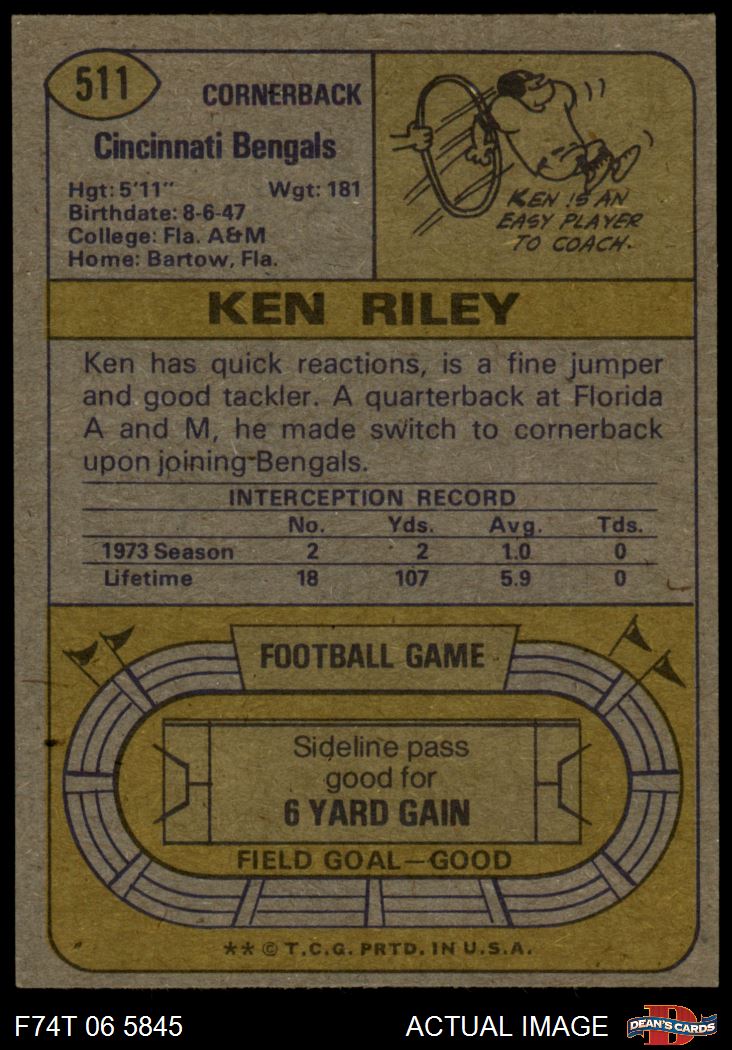 511
CORNERBACK
Cincinnati Bengals
Hgt: 5'11" Wgt: 181
Birthdate: 8-6-47
College: Fla. A&M
Home: Bartow, Fla.
KEN IS AN
EASY PLAYER
TO COACH.
KEN RILEY
Ken has quick reactions, is a fine jumper
and good tackler. A quarterback at Florida
A and M, he made switch to cornerback
upon joining Bengals.
INTERCEPTION RECORD
No. Yds. Avg. Tds.
1973 Season 2 2 1.0 0
Lifetime 18 107 5.9 0
FOOTBALL GAME
Sideline pass
good for
6 YARD GAIN
FIELD GOAL—GOOD
** © T.C.G. PRTD. IN U.S.A.
F74T 06 5845 ACTUAL IMAGE
D
DEAN'S CARDS